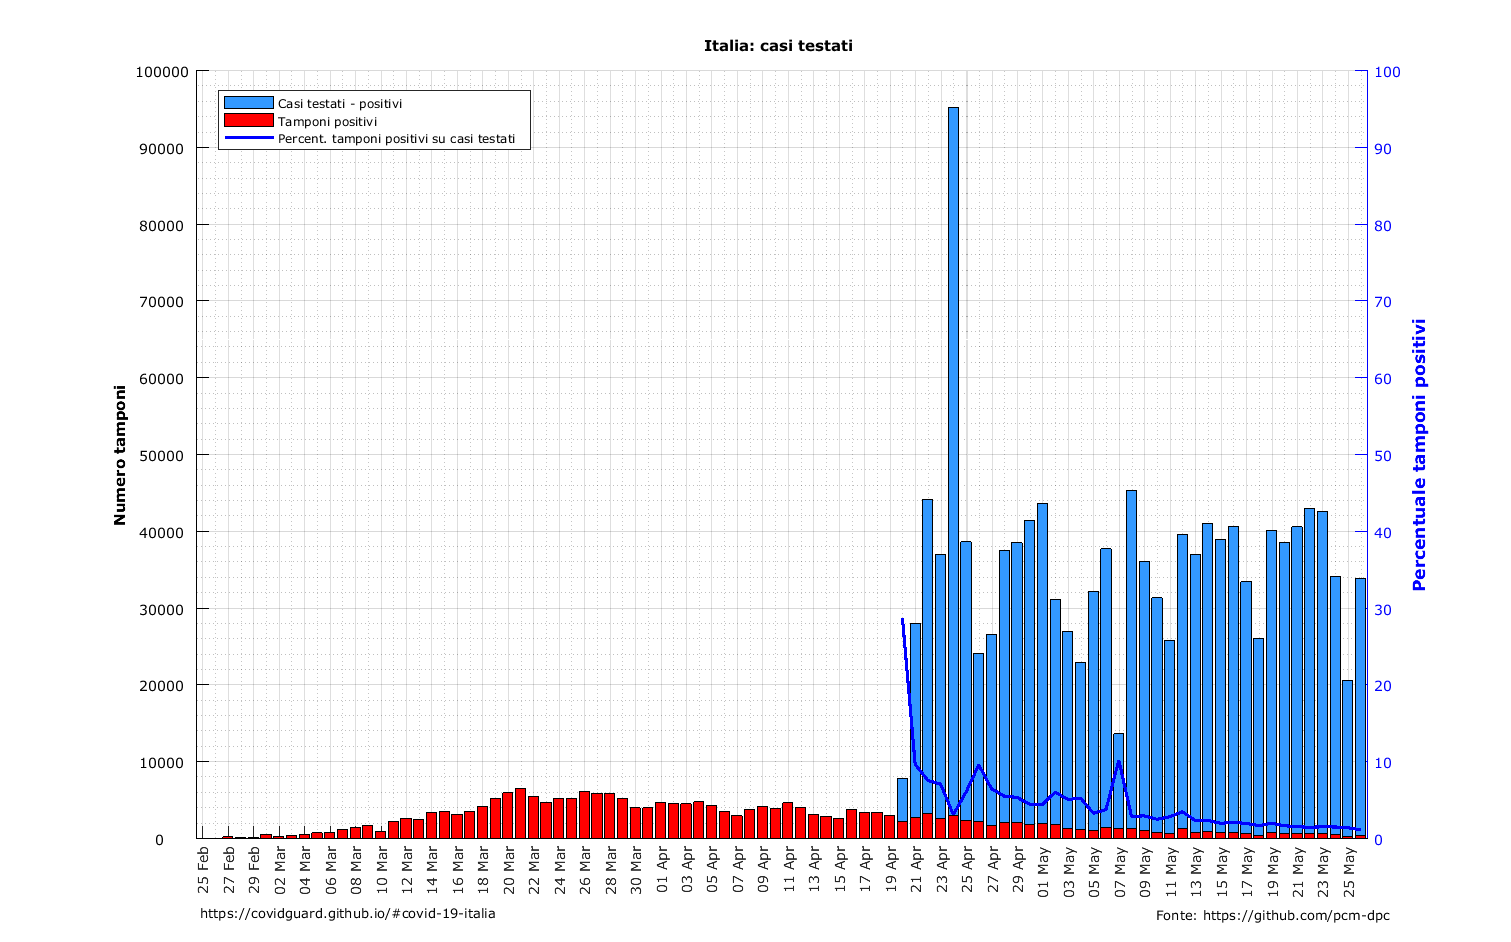 Italia: casi testati
Casi testati - positivi
Tamponi positivi
Percent. tamponi positivi su casi testati
Numero tamponi
100000
90000
80000
70000
60000
50000
40000
30000
20000
10000
0
100
90
80
70
60
50
40
30
20
10
0
Percentuale tamponi positivi
25 Feb
27 Feb
29 Feb
02 Mar
04 Mar
06 Mar
08 Mar
10 Mar
12 Mar
14 Mar
16 Mar
18 Mar
20 Mar
22 Mar
24 Mar
26 Mar
28 Mar
30 Mar
01 Apr
03 Apr
05 Apr
07 Apr
09 Apr
11 Apr
13 Apr
15 Apr
17 Apr
19 Apr
21 Apr
23 Apr
25 Apr
27 Apr
29 Apr
01 May
03 May
05 May
07 May
09 May
11 May
13 May
15 May
17 May
19 May
21 May
23 May
25 May
https://covidguard.github.io/#covid-19-italia
Fonte: https://github.com/pcm-dpc